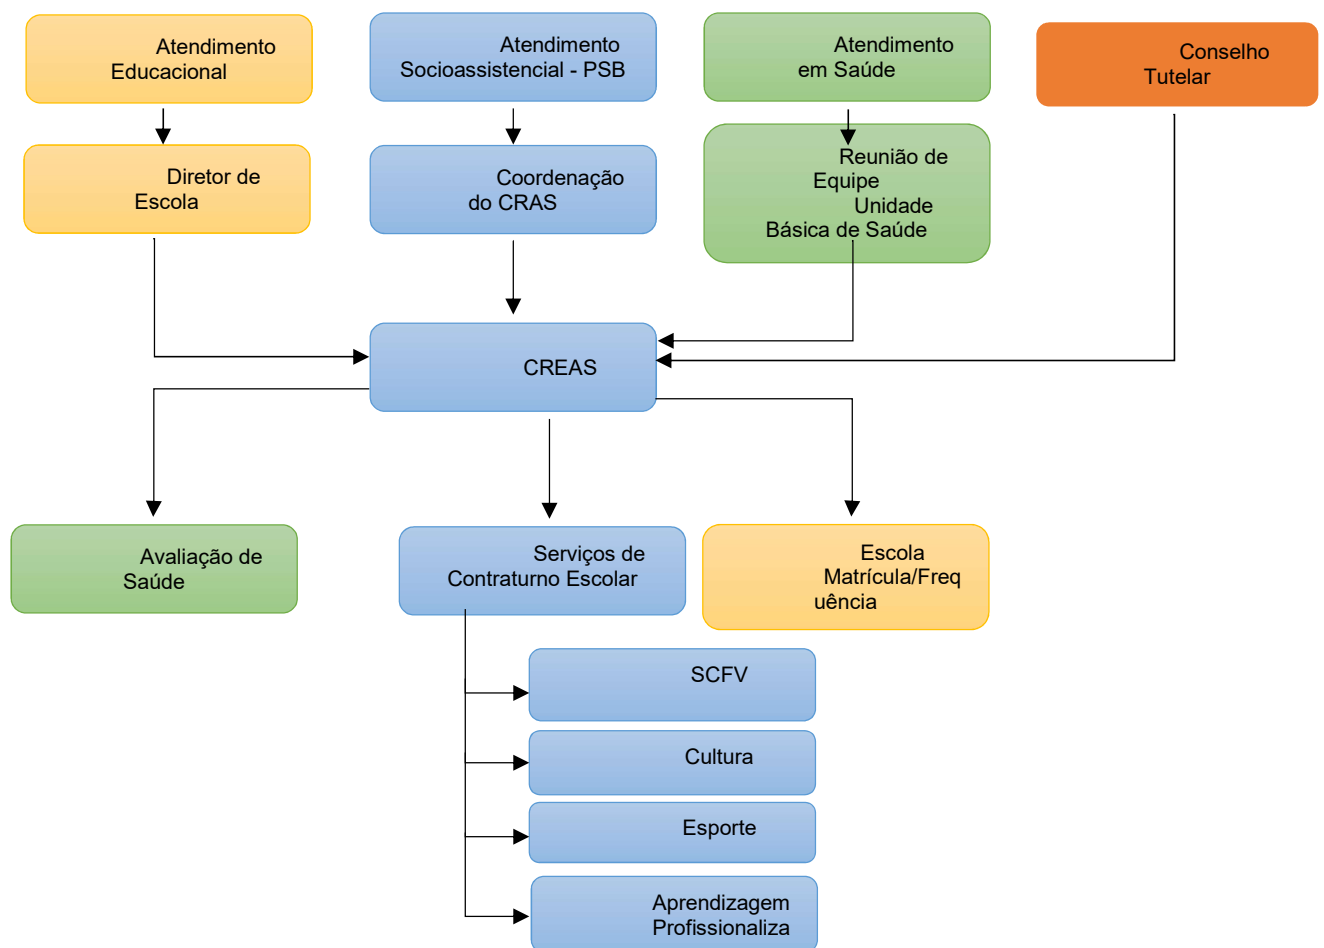 Atendimento
Educacional
Atendimento
Socioassistencial - PSB
Atendimento
em Saúde
Conselho
Tutelar
Diretor de
Escola
Coordenação
do CRAS
Reunião de
Equipe
Unidade
Básica de Saúde
CREAS
Avaliação de
Saúde
Serviços de
Contraturno Escolar
Escola
Matrícula/Freq
uência
SCFV
Cultura
Esporte
Aprendizagem
Profissionaliza